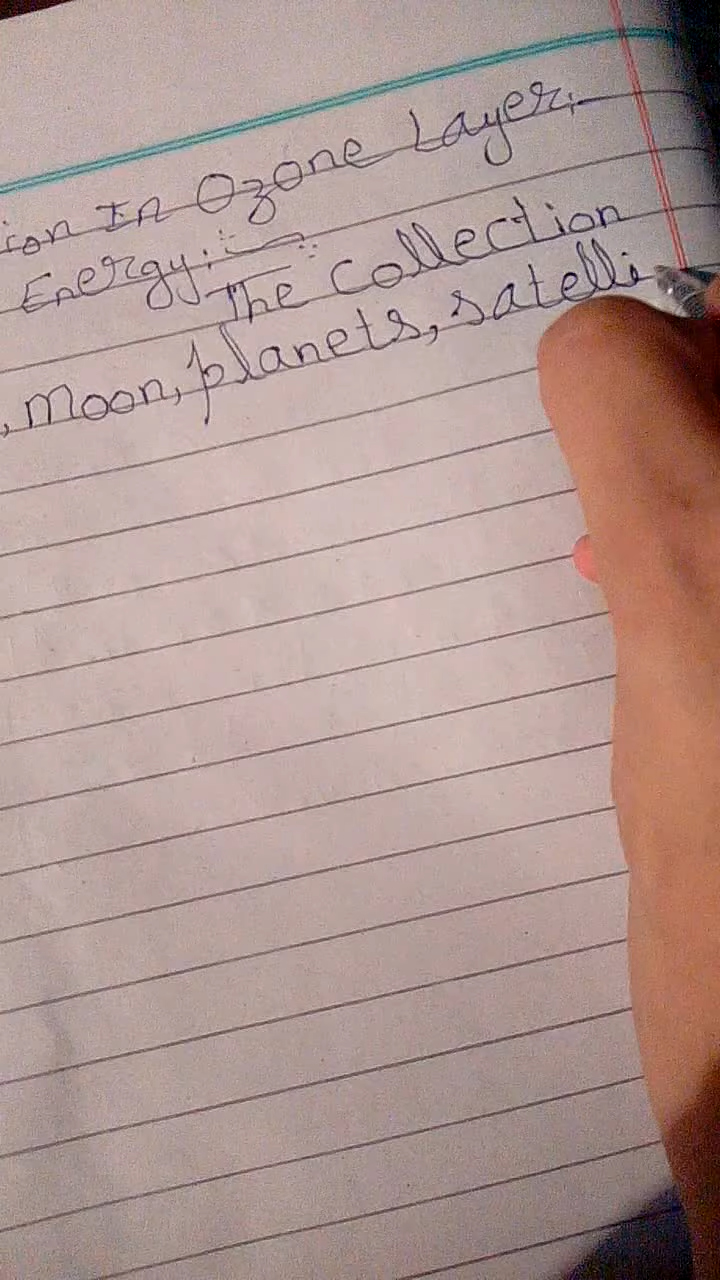 ion In Ozone Layer:-
Energy:-
The Collection
, Moon, planets, satelli